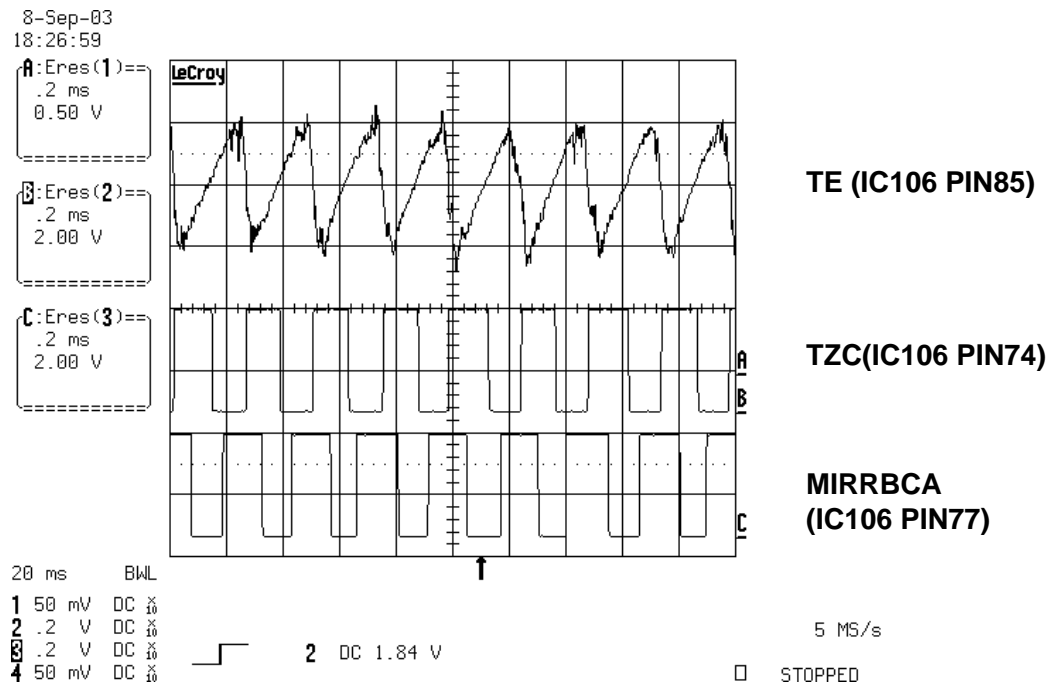 8-Sep-03
18:26:59
A:Eres(1)
.2 ms
0.50 V
B:Eres(2)
.2 ms
2.00 V
C:Eres(3)
.2 ms
2.00 V
LeCroy
A
B
C
TE (IC106 PIN85)
TZC(IC106 PIN74)
MIRRBCA
(IC106 PIN77)
20 ms BWL
1 50 mV DC X10
2 .2 V DC X10
3 .2 V DC X10
4 50 mV DC X10
2 DC 1.84 V
5 MS/s
STOPPED